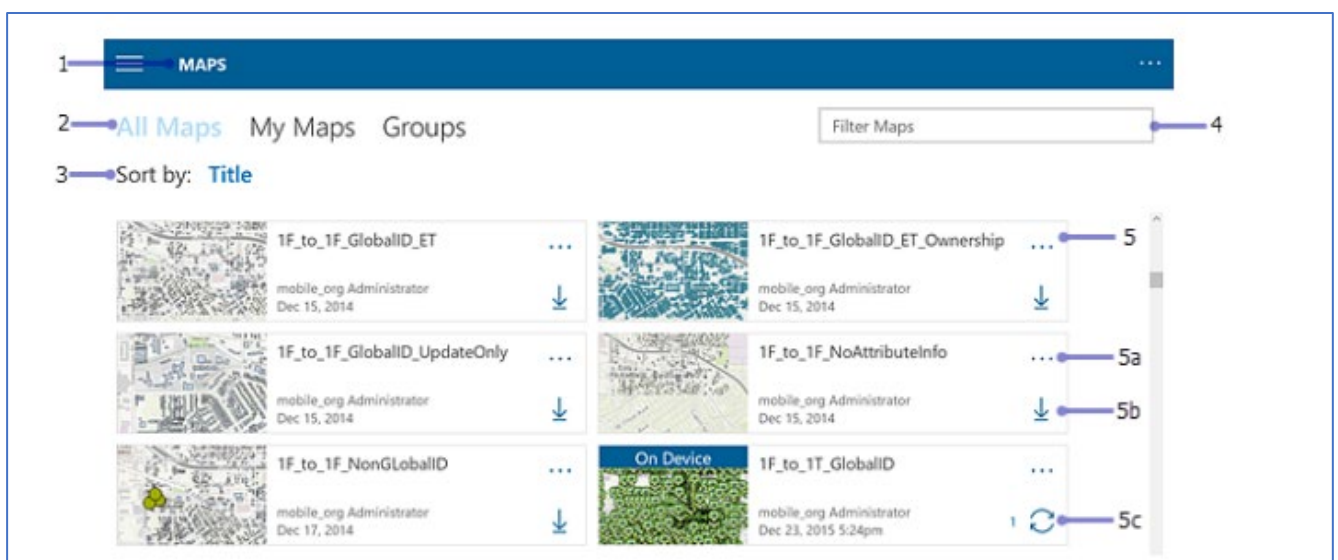 1 MAPS ...
2 All Maps My Maps Groups Filter Maps 4
3 Sort by: Title
1F_to_1F_GlobalID_ET ... 1F_to_1F_GlobalID_ET_Ownership ... 5
mobile_org Administrator mobile_org Administrator
Dec 15, 2014 Dec 15, 2014
1F_to_1F_GlobalID_UpdateOnly ... 1F_to_1F_NoAttributeInfo ... 5a
mobile_org Administrator mobile_org Administrator
Dec 15, 2014 Dec 15, 2014 5b
On Device
1F_to_1F_NonGLobalID ... 1F_to_1T_GlobalID ...
mobile_org Administrator mobile_org Administrator
Dec 17, 2014 Dec 23, 2015 5:24pm 1 5c